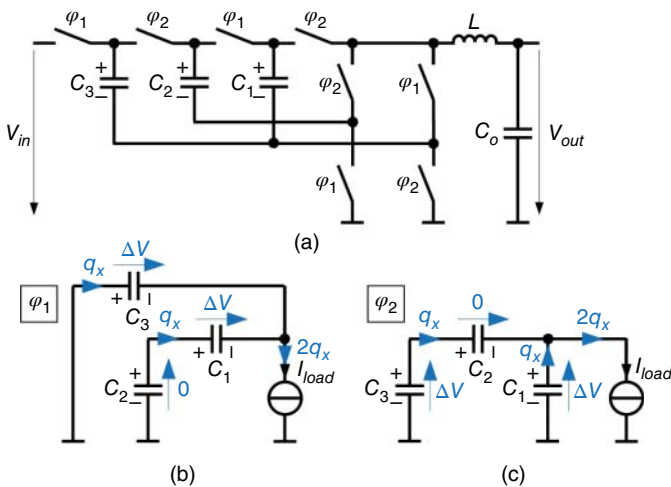 φ1 φ2 φ1 φ2 L
+ + +
C3 – C2 – C1 –
φ2 φ1
Vin Co Vout
φ1 φ2
(a)
φ1 qx ΔV
+ C3
qx ΔV
+ C1 2qx
C2 + – 0 Iload
(b)
φ2 qx 0
+ C2 qx 2qx
C3 + – ΔV C1 + – ΔV Iload
(c)